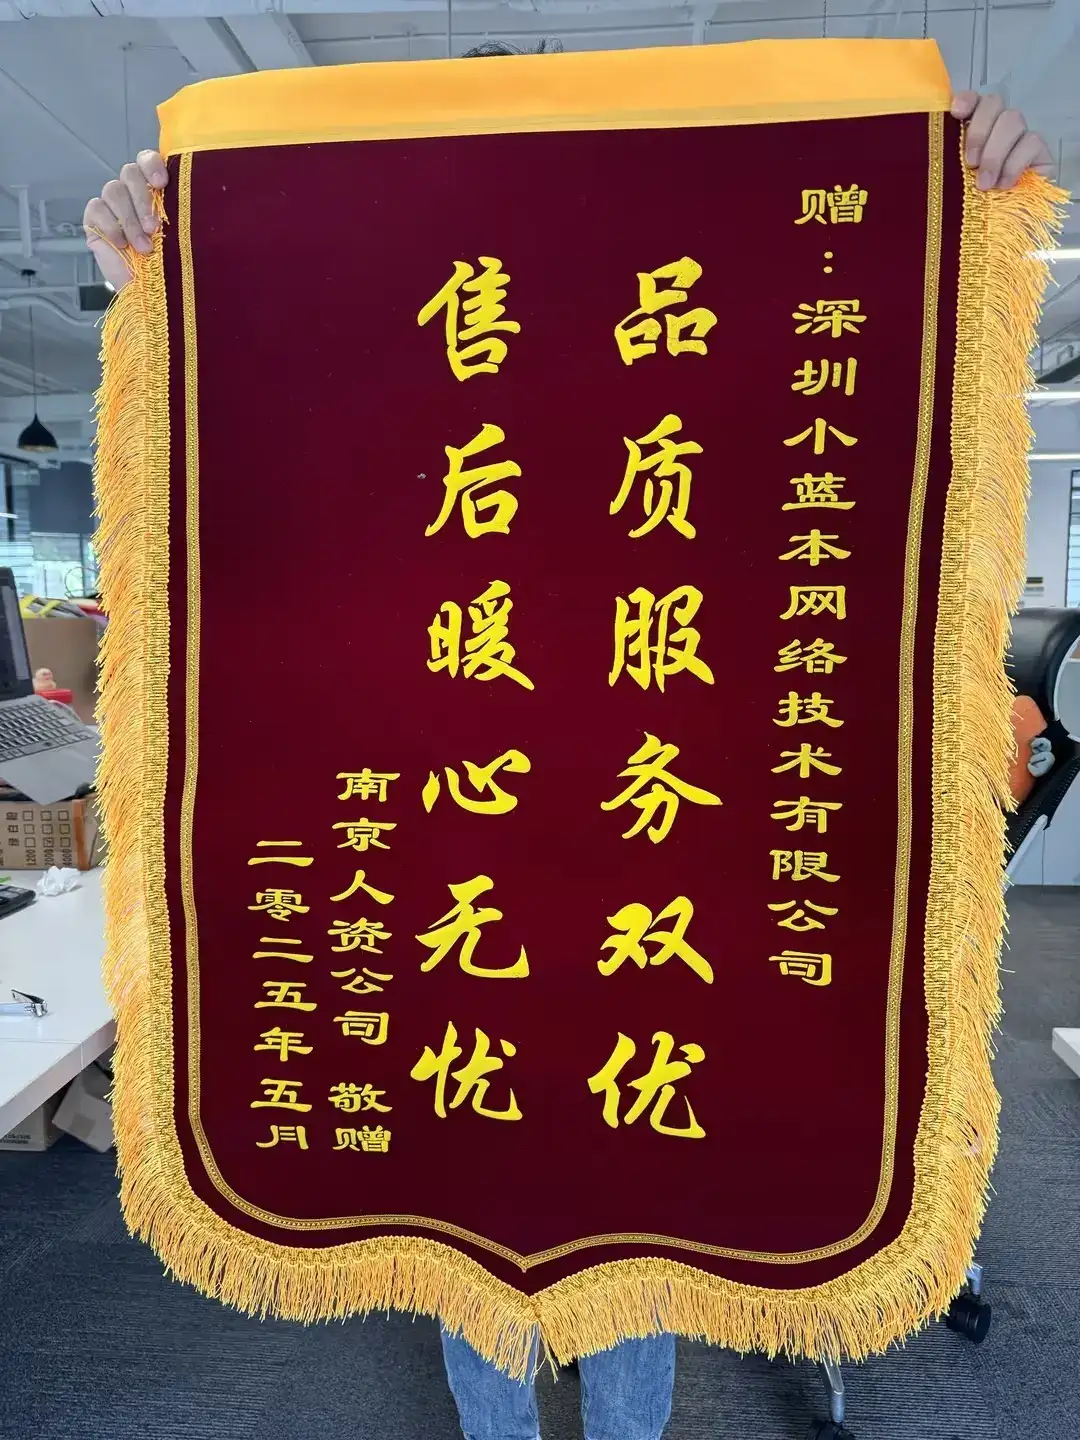 赠：深圳小蓝本网络技术有限公司
品质服务双优
售后暖心无忧
南京人资公司 敬赠
二零二五年五月